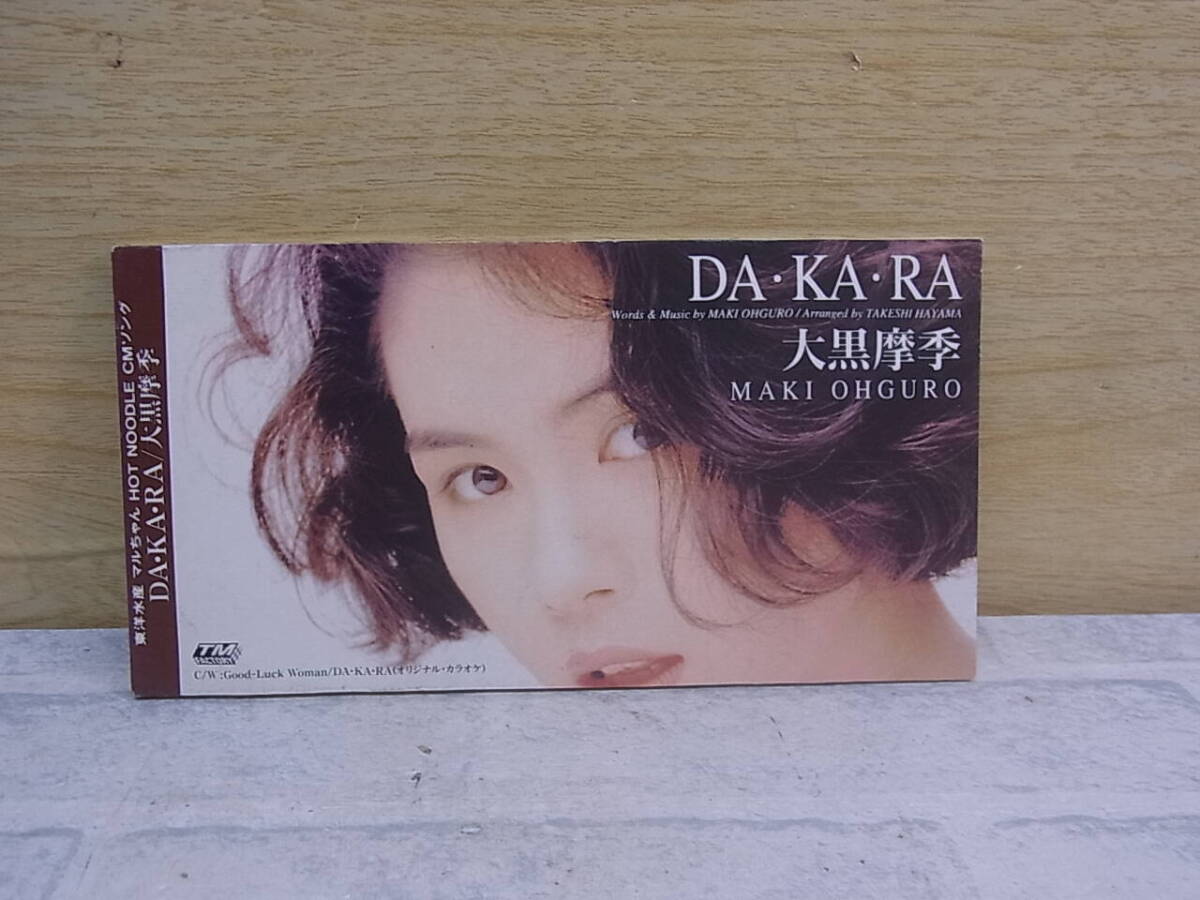 DA・KA・RA
Words & Music by MAKI OHGURO / Arranged by TAKESHI HAYAMA
大黒摩季
MAKI OHGURO
東洋水産 マルちゃん HOT NOODLE CMソング
DA・KA・RA/大黒摩季
TM
FACTORY
C/W:Good-Luck Woman/DA・KA・RA(オリジナル・カラオケ)